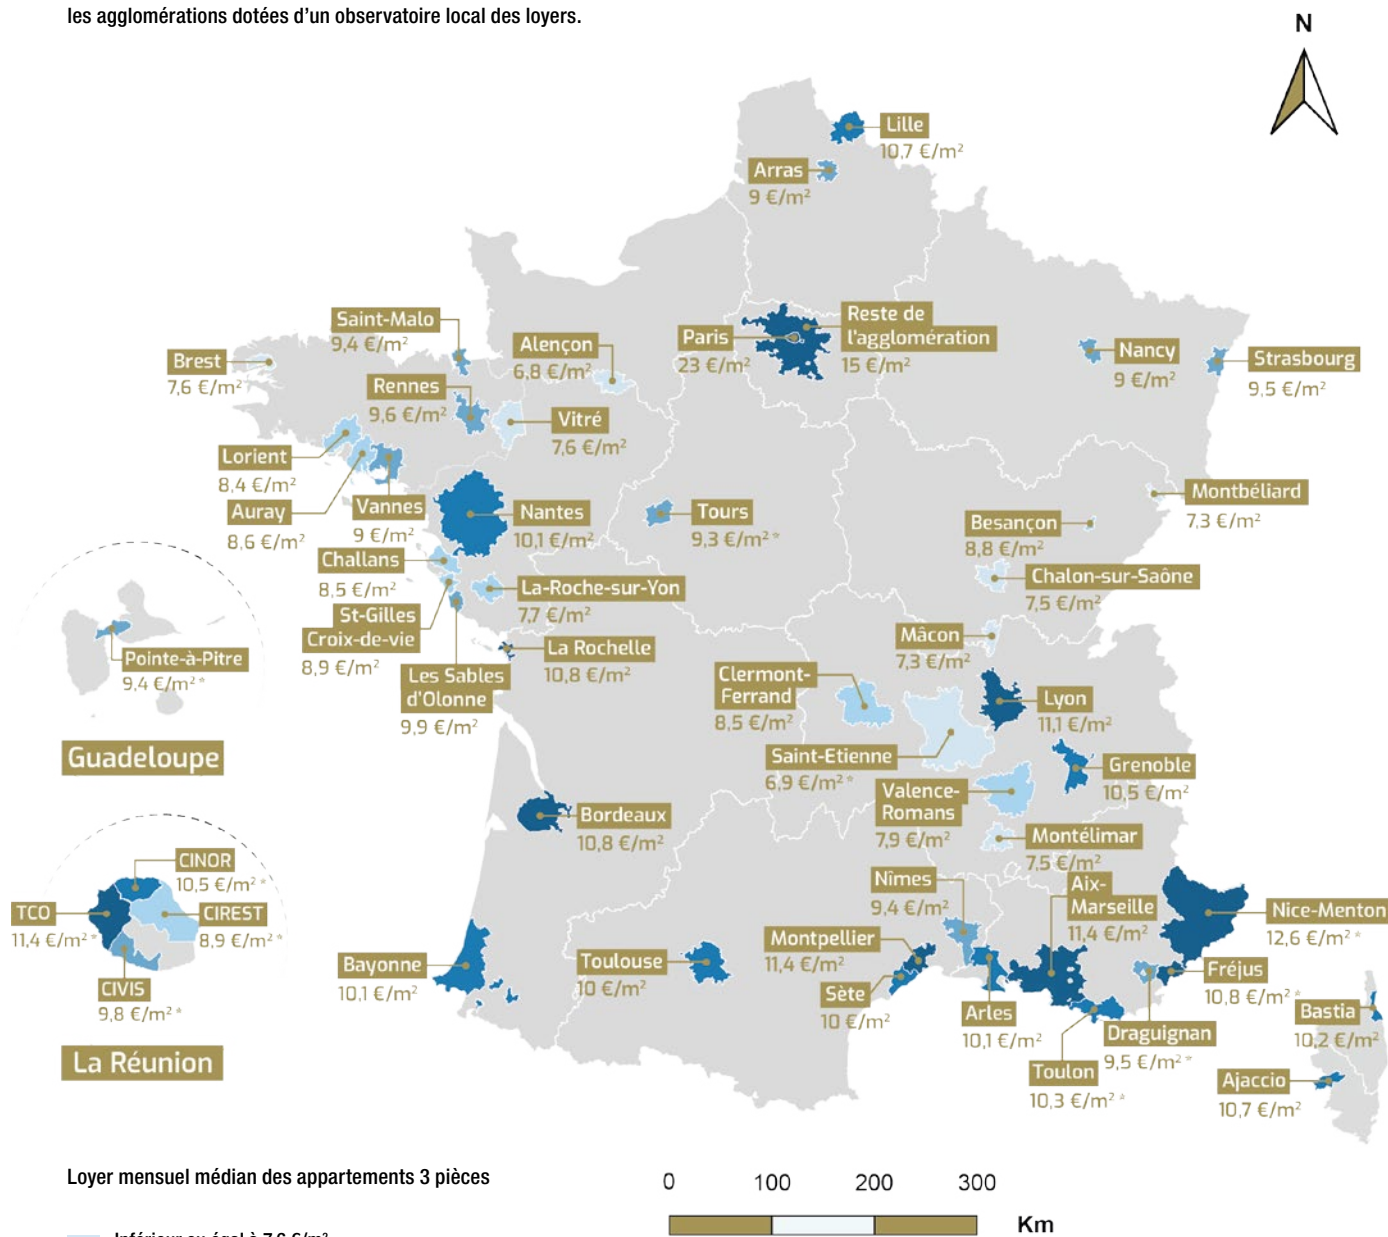 les agglomérations dotées d’un observatoire local des loyers.
N
Lille
10,7 €/m²
Arras
9 €/m²
Saint-Malo
9,4 €/m²
Alençon
6,8 €/m²
Paris
23 €/m²
Reste de
l'agglomération
15 €/m²
Nancy
9 €/m²
Strasbourg
9,5 €/m²
Brest
7,6 €/m²
Rennes
9,6 €/m²
Vitré
7,6 €/m²
Lorient
8,4 €/m²
Auray
8,6 €/m²
Vannes
9 €/m²
Nantes
10,1 €/m²
Tours
9,3 €/m² *
Montbéliard
7,3 €/m²
Besançon
8,8 €/m²
Chalon-sur-Saône
7,5 €/m²
Challans
8,5 €/m²
La-Roche-sur-Yon
7,7 €/m²
St-Gilles
Croix-de-vie
8,9 €/m²
La Rochelle
10,8 €/m²
Les Sables
d'Olonne
9,9 €/m²
Mâcon
7,3 €/m²
Pointe-à-Pitre
9,4 €/m² *
Guadeloupe
Clermont-
Ferrand
8,5 €/m²
Lyon
11,1 €/m²
Saint-Etienne
6,9 €/m² *
Grenoble
10,5 €/m²
Valence-
Romans
7,9 €/m²
Montélimar
7,5 €/m²
Bordeaux
10,8 €/m²
CINOR
10,5 €/m² *
TCO
11,4 €/m² *
CIREST
8,9 €/m² *
CIVIS
9,8 €/m² *
La Réunion
Nîmes
9,4 €/m²
Aix-
Marseille
11,4 €/m²
Nice-Menton
12,6 €/m² *
Montpellier
11,4 €/m²
Bayonne
10,1 €/m²
Toulouse
10 €/m²
Sète
10 €/m²
Arles
10,1 €/m²
Fréjus
10,8 €/m² *
Draguignan
9,5 €/m² *
Toulon
10,3 €/m² *
Bastia
10,2 €/m²
Ajaccio
10,7 €/m²
Loyer mensuel médian des appartements 3 pièces
0 100 200 300
Km
Inférieur ou égal à 7,6 €/m²